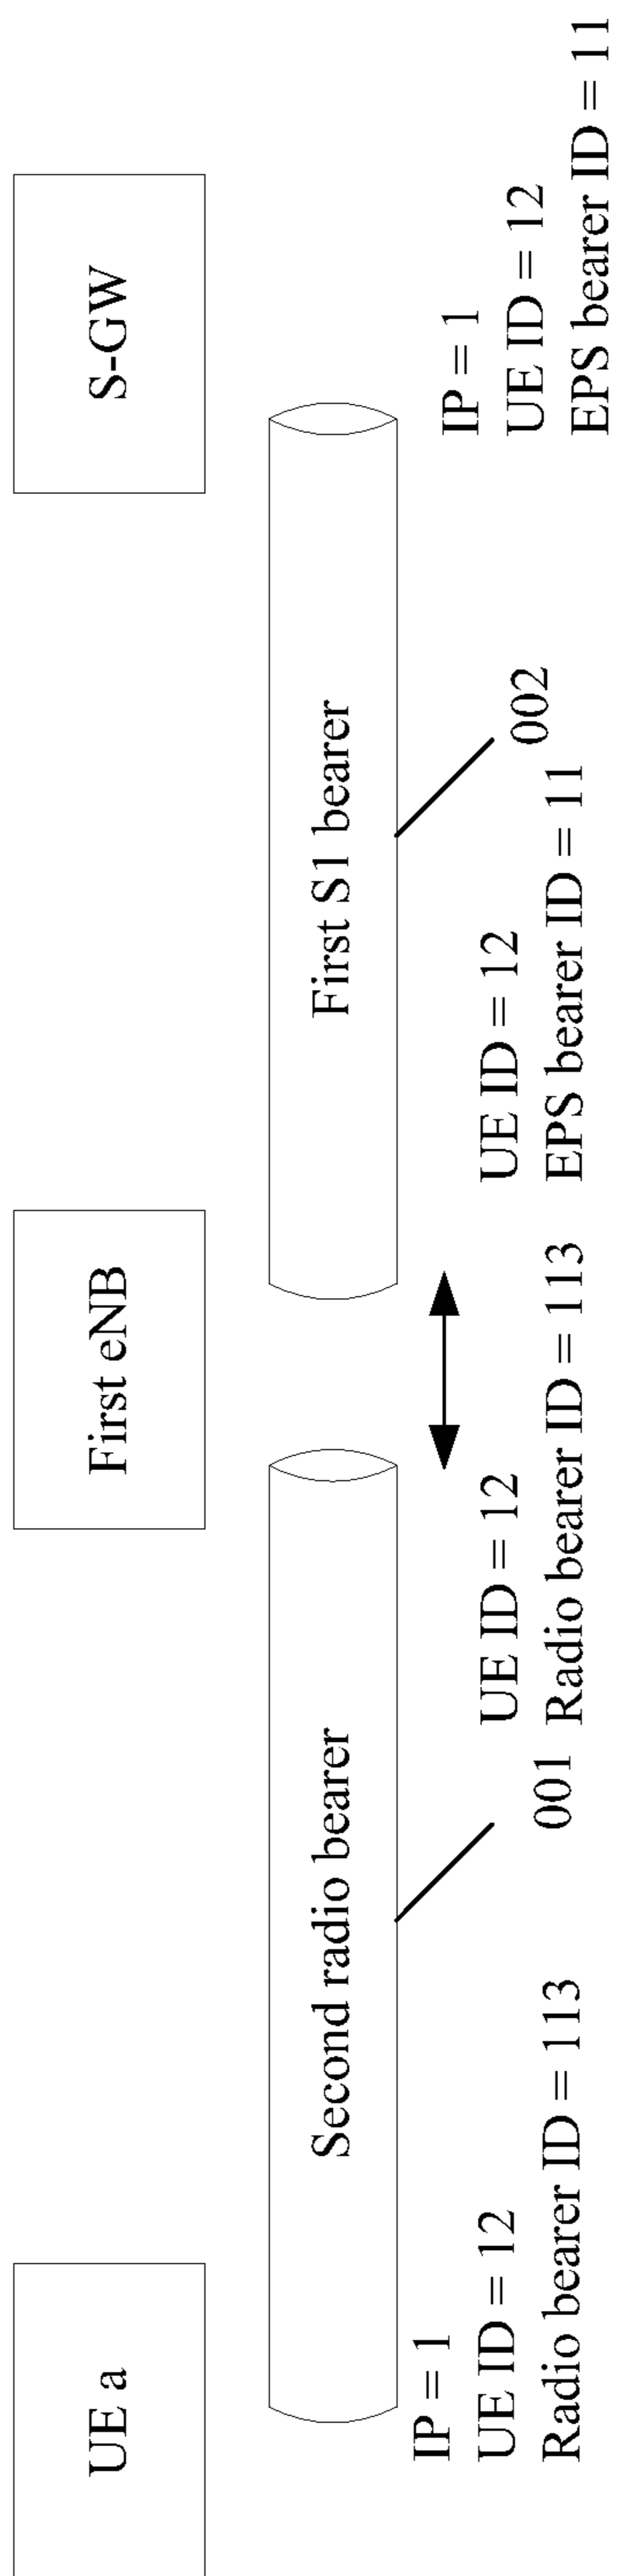 UE a
First eNB
S-GW
Second radio bearer
First S1 bearer
001
002
IP = 1
UE ID = 12
Radio bearer ID = 113
UE ID = 12
Radio bearer ID = 113
UE ID = 12
EPS bearer ID = 11
IP = 1
UE ID = 12
EPS bearer ID = 11